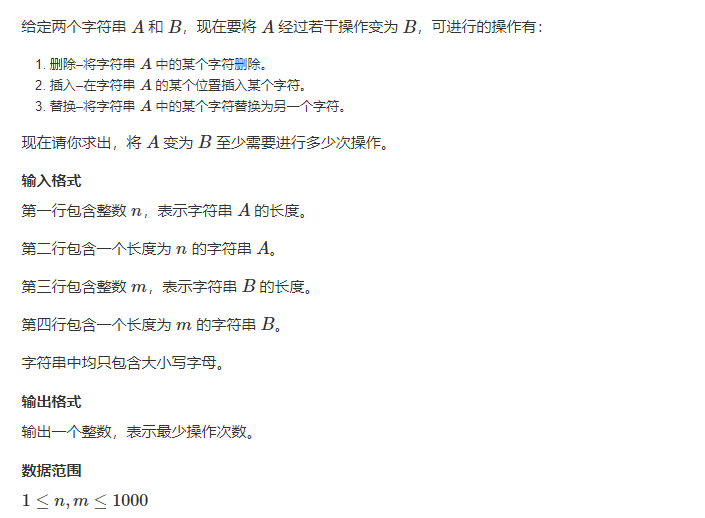 给定两个字符串 A 和 B，现在要将 A 经过若干操作变为 B，可进行的操作有：
1. 删除–将字符串 A 中的某个字符删除。
2. 插入–在字符串 A 的某个位置插入某个字符。
3. 替换–将字符串 A 中的某个字符替换为另一个字符。
现在请你求出，将 A 变为 B 至少需要进行多少次操作。
输入格式
第一行包含整数 n，表示字符串 A 的长度。
第二行包含一个长度为 n 的字符串 A。
第三行包含整数 m，表示字符串 B 的长度。
第四行包含一个长度为 m 的字符串 B。
字符串中均只包含大小写字母。
输出格式
输出一个整数，表示最少操作次数。
数据范围
1 ≤ n, m ≤ 1000